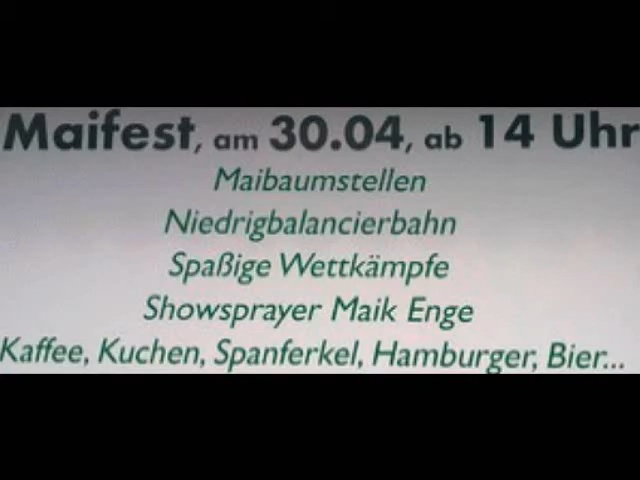 Maifest, am 30.04, ab 14 Uhr
Maibaumstellen
Niedrigbalancierbahn
Spaßige Wettkämpfe
Showsprayer Maik Enge
Kaffee, Kuchen, Spanferkel, Hamburger, Bier...